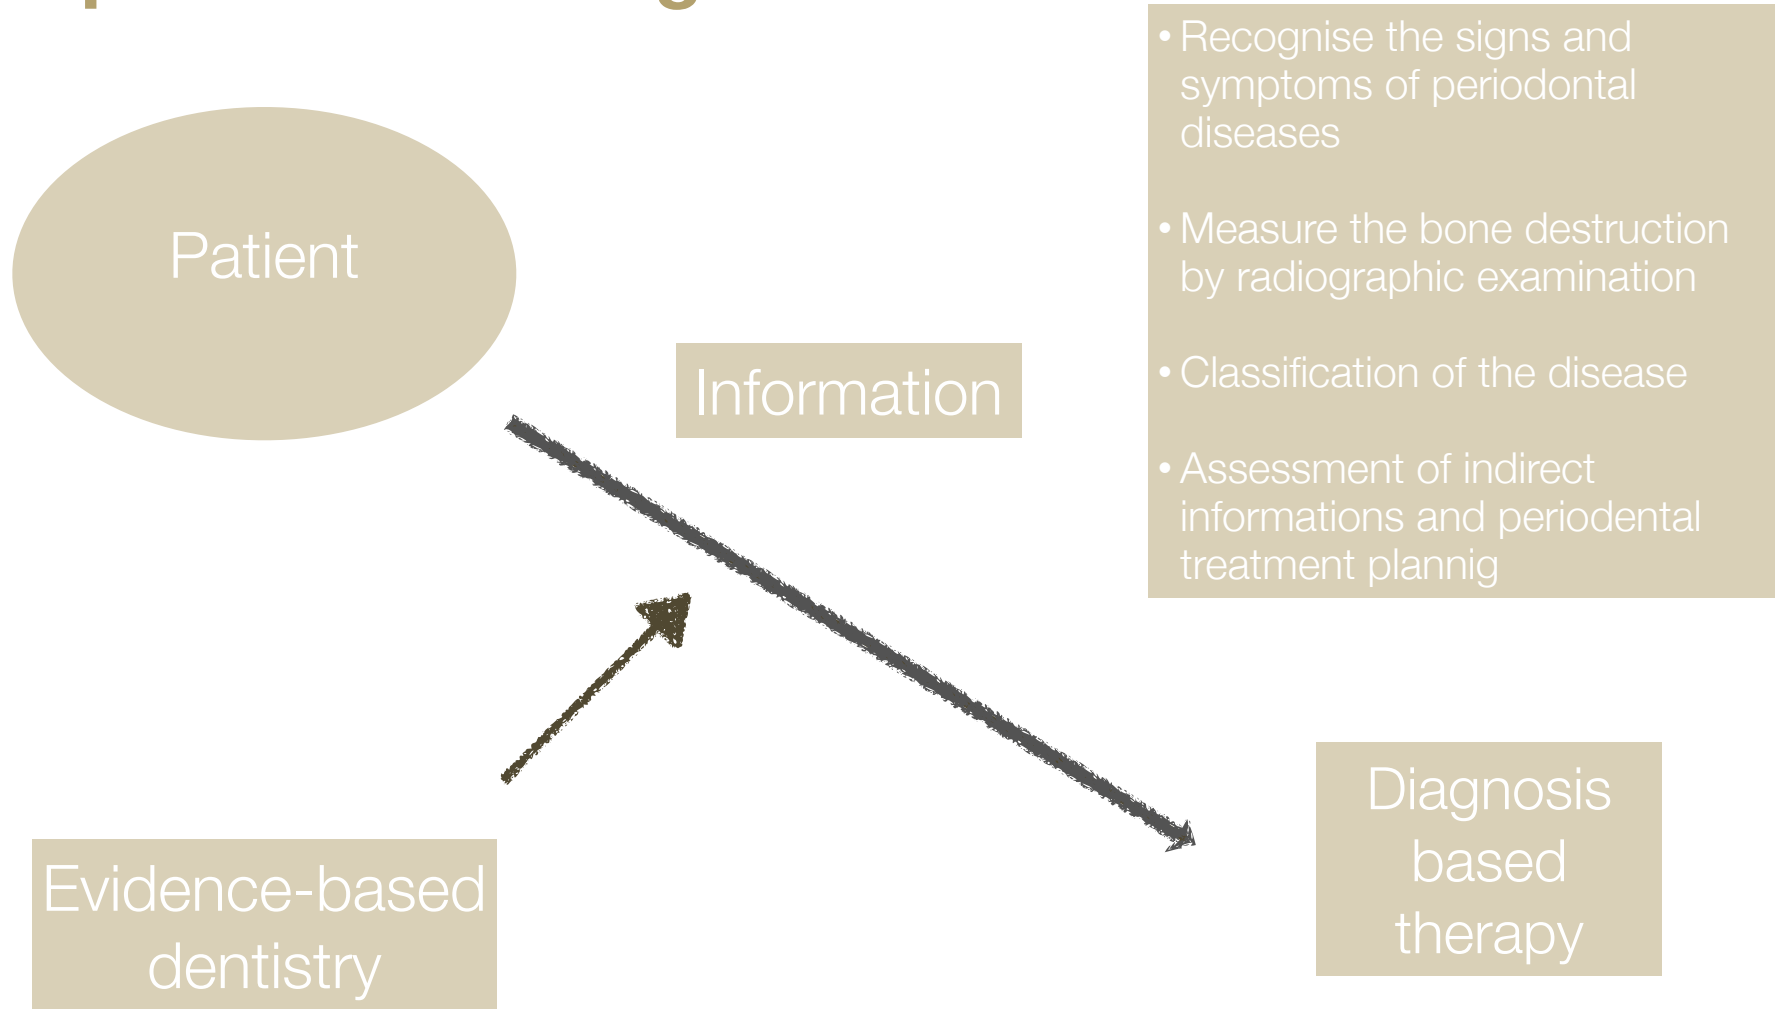 Patient
Information
• Recognise the signs and
symptoms of periodontal
diseases
• Measure the bone destruction
by radiographic examination
• Classification of the disease
• Assessment of indirect
informations and periodental
treatment plannig
Evidence-based
dentistry
Diagnosis
based
therapy